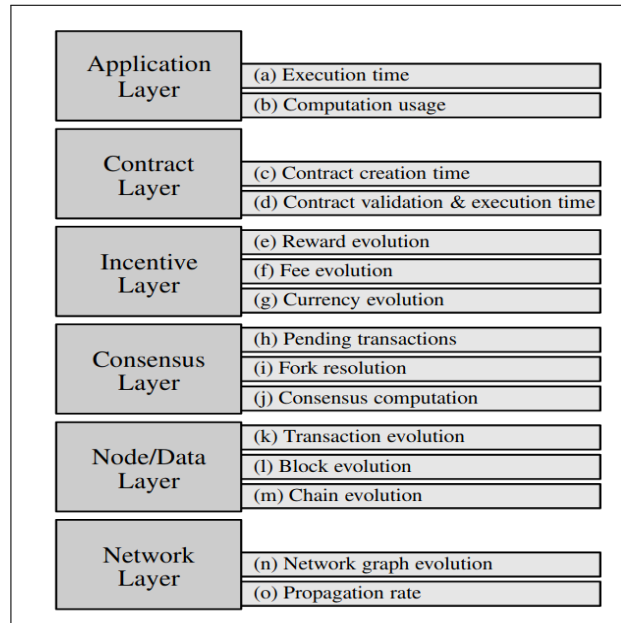 Application
Layer
(a) Execution time
(b) Computation usage
Contract
Layer
(c) Contract creation time
(d) Contract validation & execution time
Incentive
Layer
(e) Reward evolution
(f) Fee evolution
(g) Currency evolution
Consensus
Layer
(h) Pending transactions
(i) Fork resolution
(j) Consensus computation
Node/Data
Layer
(k) Transaction evolution
(l) Block evolution
(m) Chain evolution
Network
Layer
(n) Network graph evolution
(o) Propagation rate